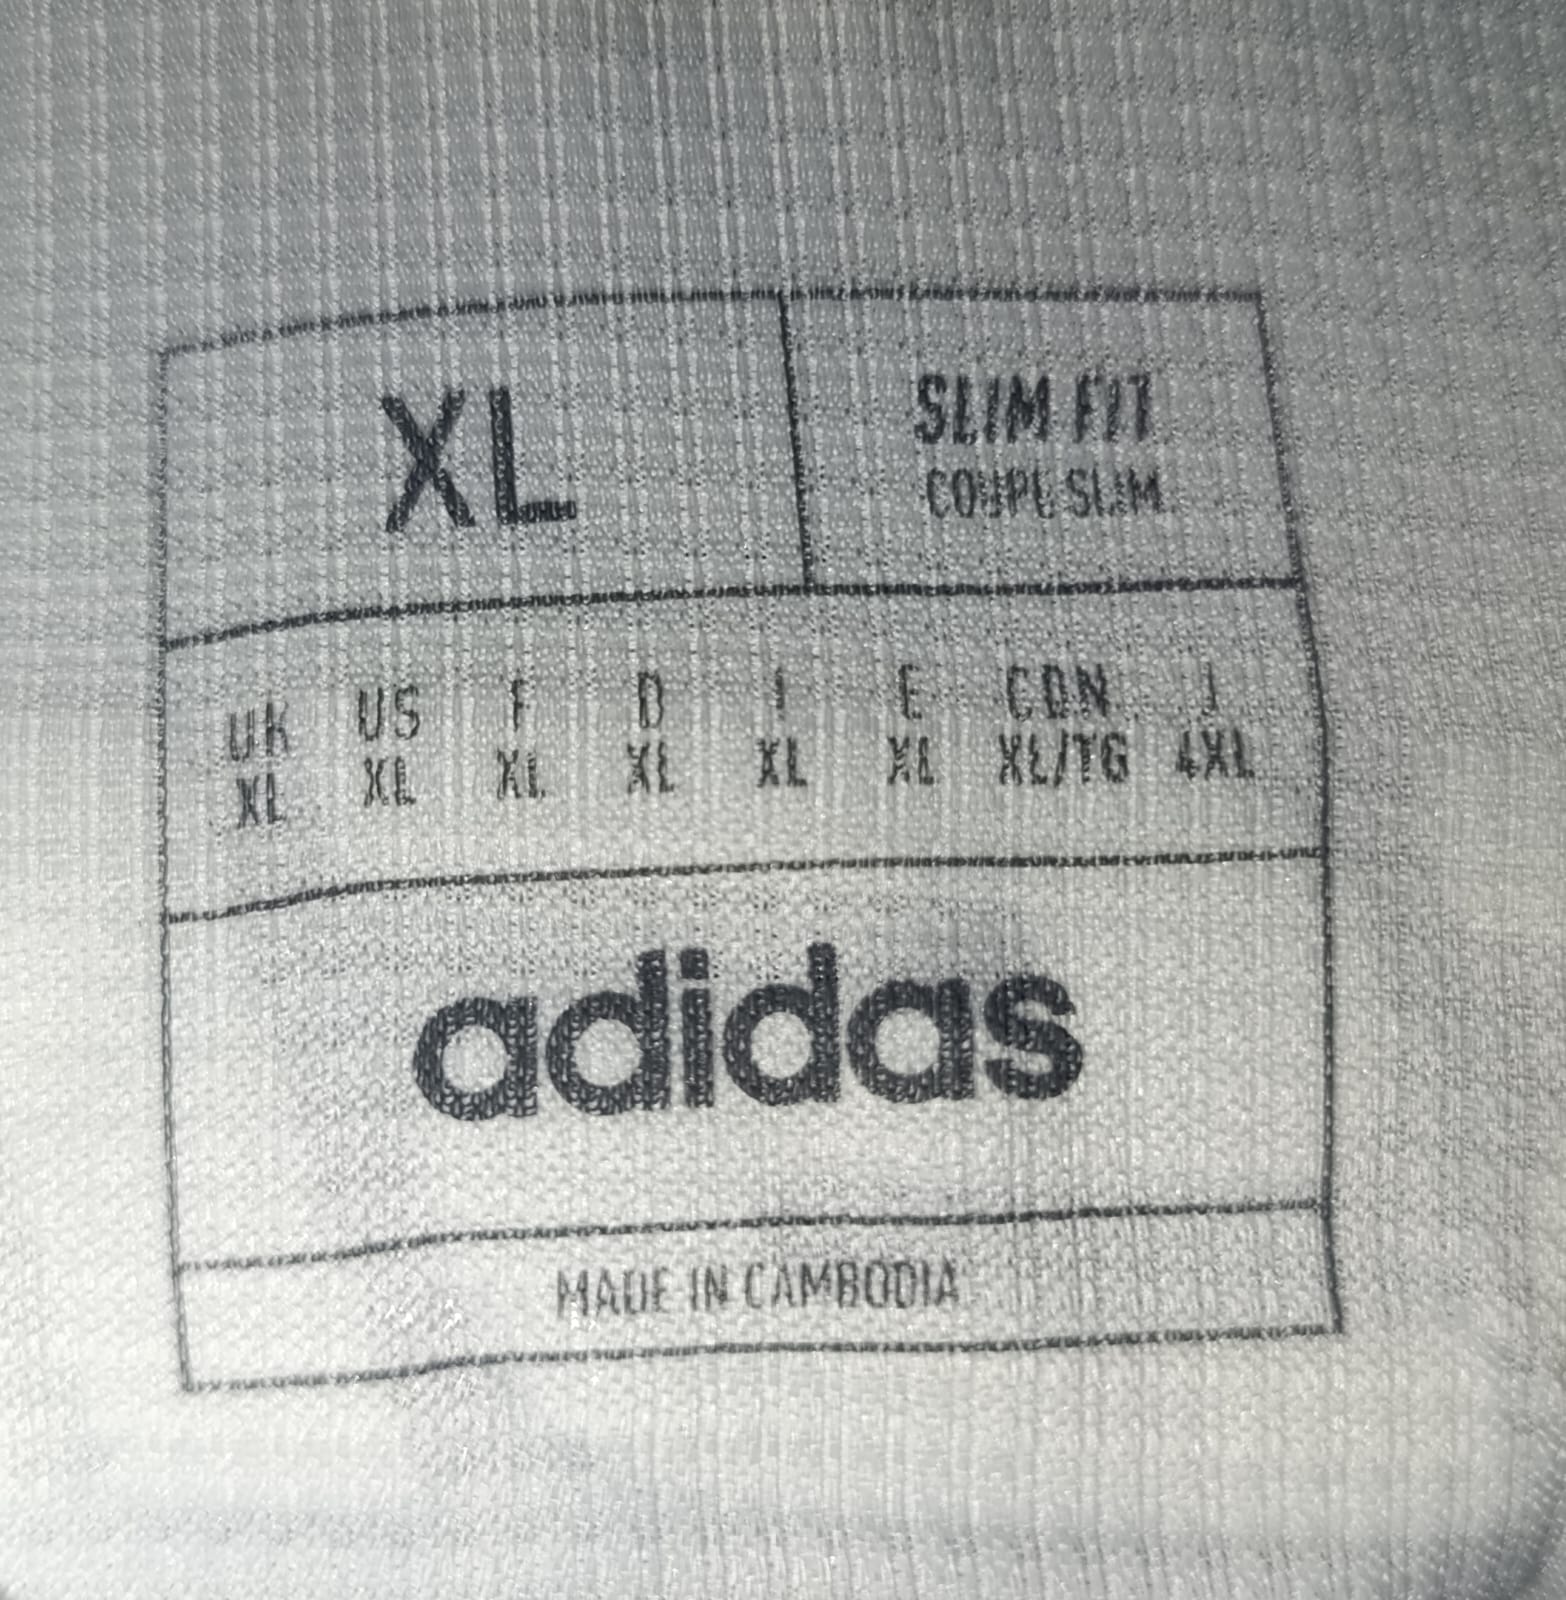 XL
SLIM FIT
COUPE SLIM
UK US F D I E CDN J
XL XL XL XL XL XL XL/TG 4XL
adidas
MADE IN CAMBODIA